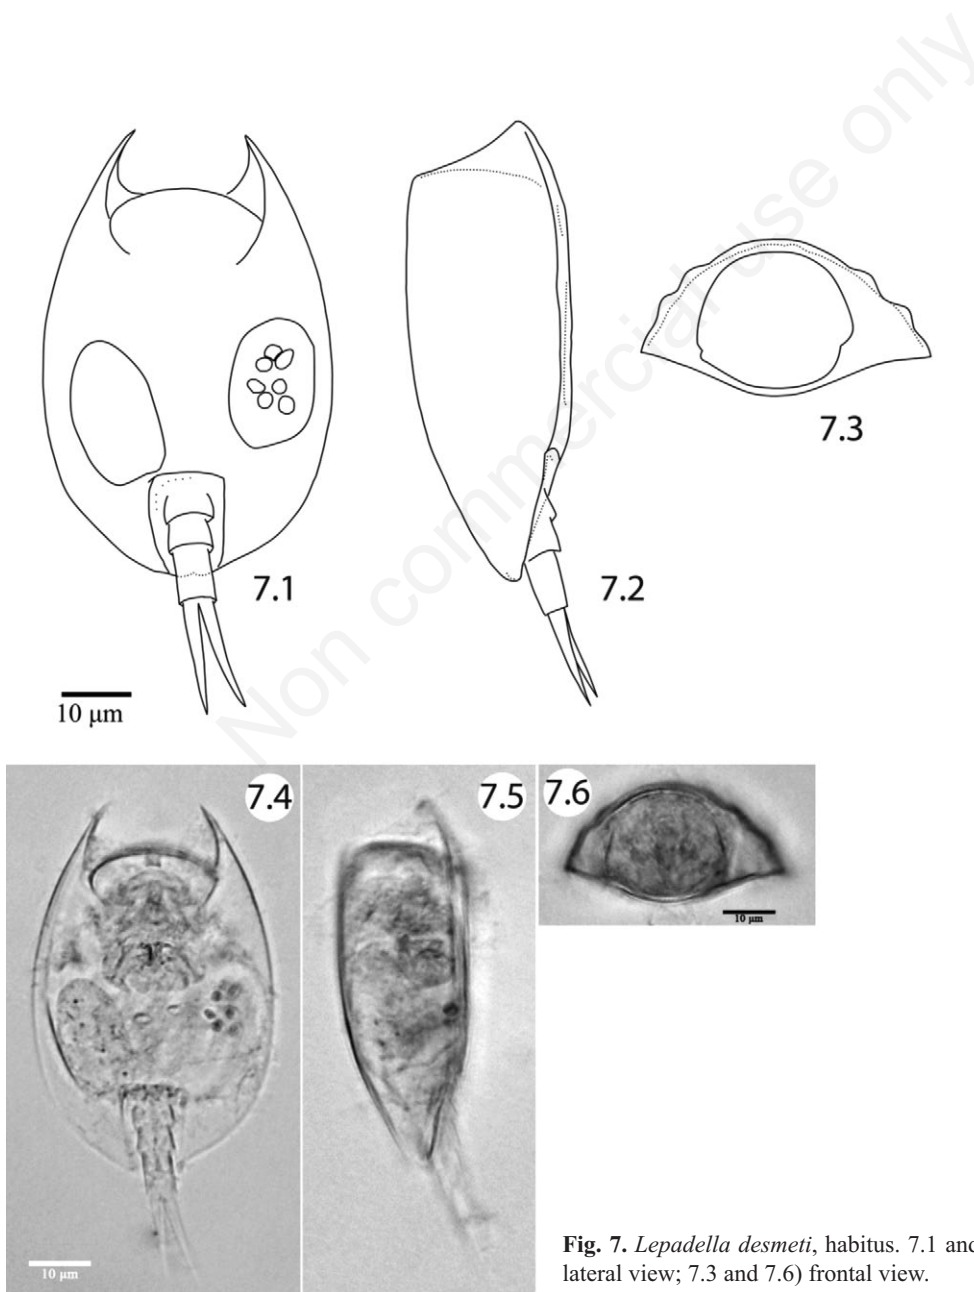 Non commercial use only
7.3
7.1
7.2
10 µm
7.4
7.5
7.6
10 µm
10 µm
Fig. 7. Lepadella desmeti, habitus. 7.1 and
lateral view; 7.3 and 7.6) frontal view.